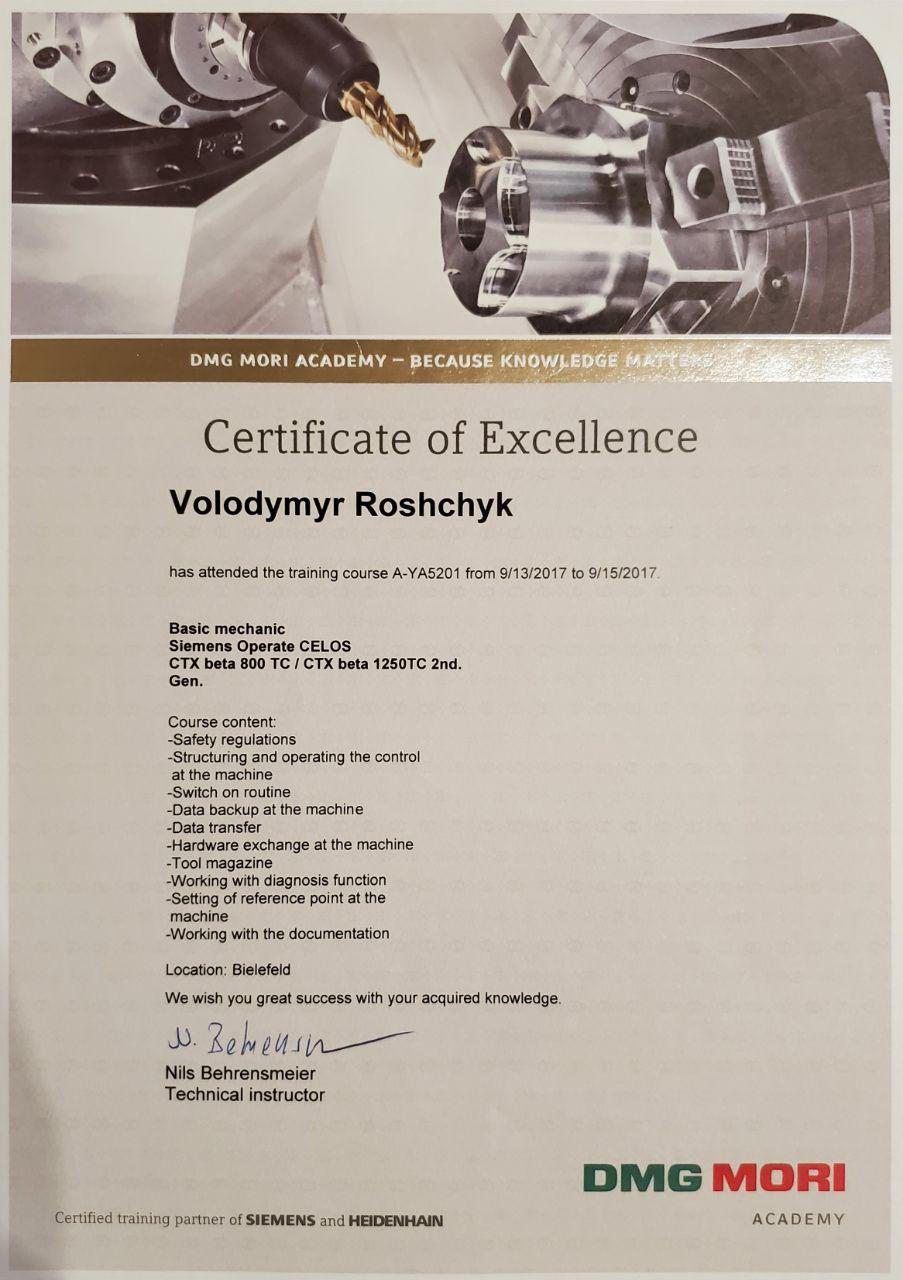 DMG MORI ACADEMY – BECAUSE KNOWLEDGE MATTERS
Certificate of Excellence
Volodymyr Roshchyk
has attended the training course A-YA5201 from 9/13/2017 to 9/15/2017.
Basic mechanic
Siemens Operate CELOS
CTX beta 800 TC / CTX beta 1250TC 2nd.
Gen.
Course content:
-Safety regulations
-Structuring and operating the control
at the machine
-Switch on routine
-Data backup at the machine
-Data transfer
-Hardware exchange at the machine
-Tool magazine
-Working with diagnosis function
-Setting of reference point at the
machine
-Working with the documentation
Location: Bielefeld
We wish you great success with your acquired knowledge.
N. Behrensm
Nils Behrensmeier
Technical instructor
DMG MORI
ACADEMY
Certified training partner of SIEMENS and HEIDENHAIN